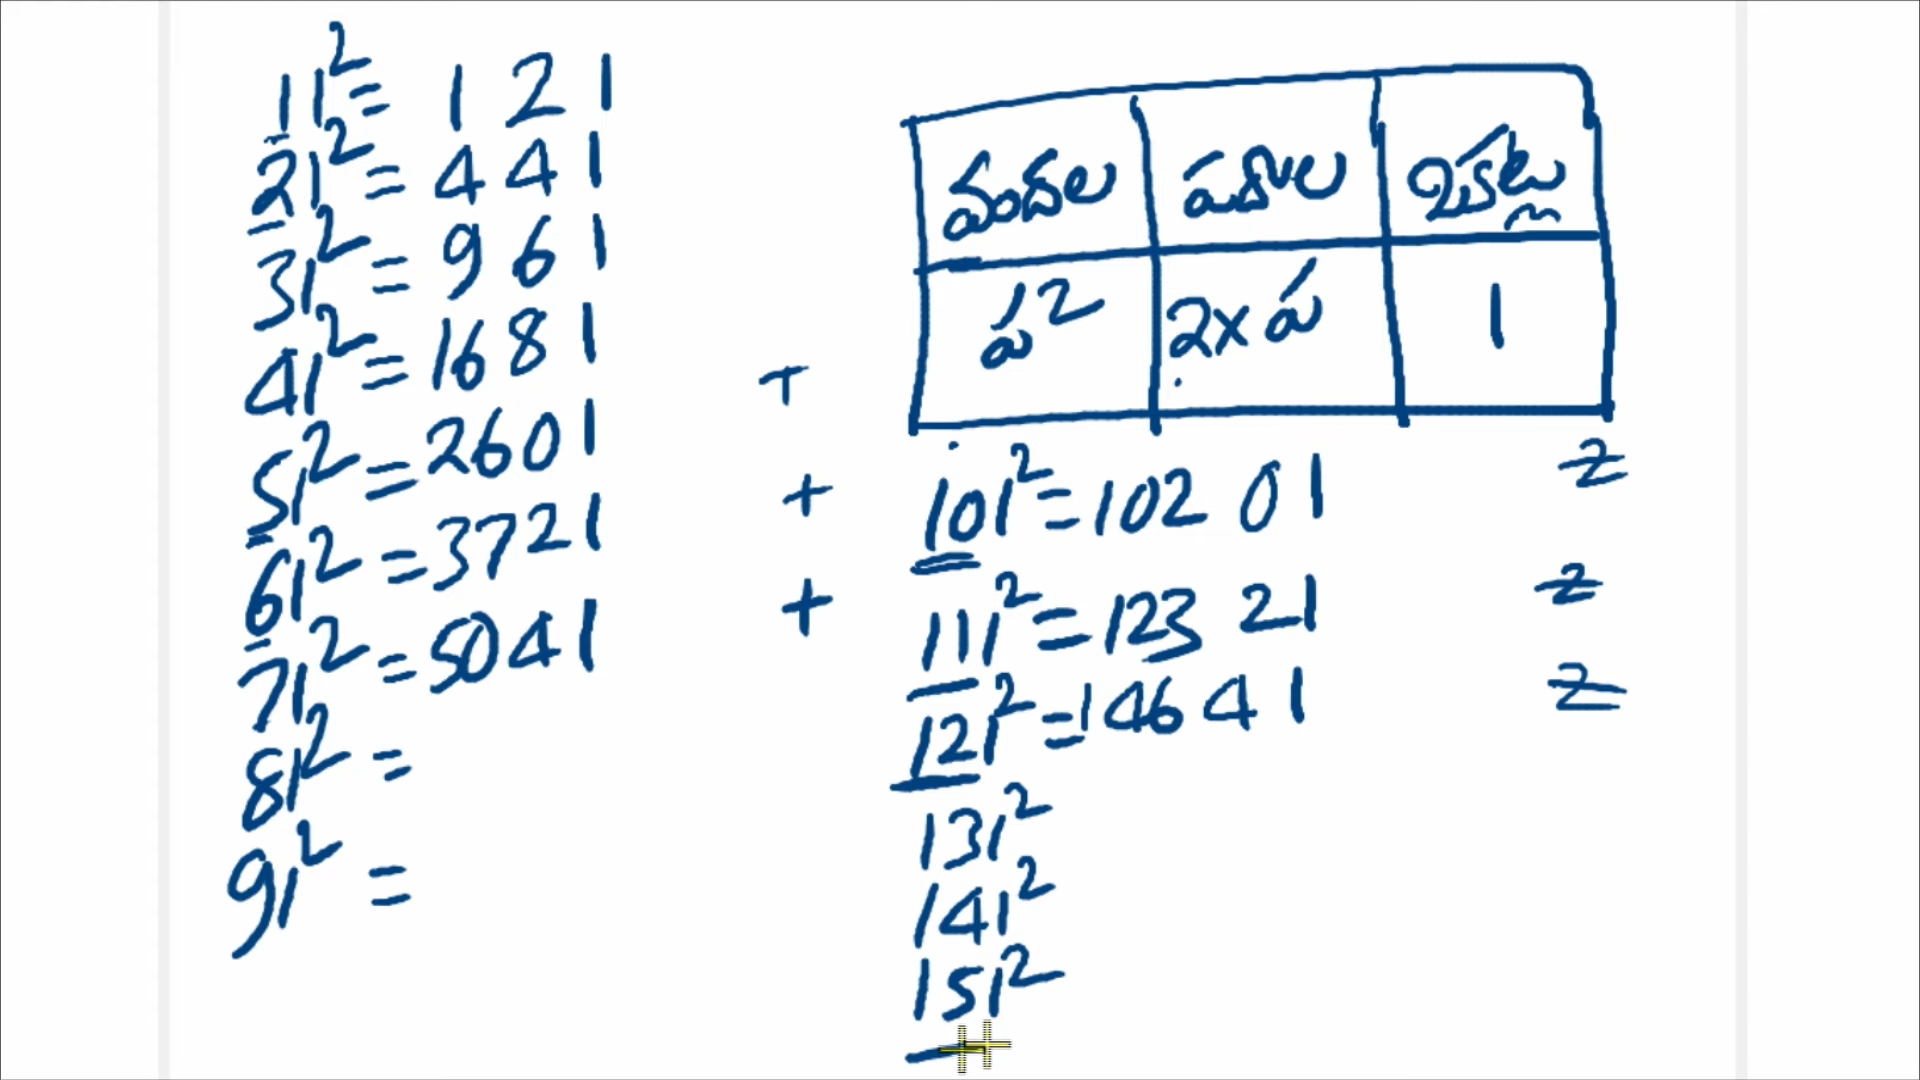 11² = 121
21² = 441
31² = 961
41² = 1681
51² = 2601
61² = 3721
71² = 5041
81² =
91² =
వందలు పదులు ఒకట్లు
ప² 2×ప 1
+
+ 101² = 102 01 z
+ 111² = 123 21 z
121² = 146 41 z
131²
141²
151²